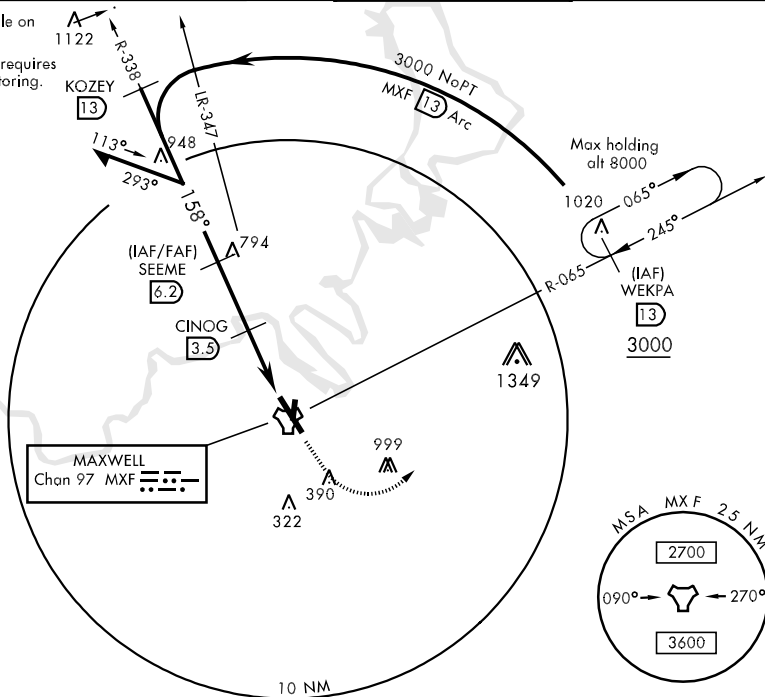 le on
1122
requires
toring.
R-338
KOZEY
13
LR-347
3000 NoPT
MXF 13 Arc
113°
948
293°
158°
Max holding
alt 8000
1020
065°
245°
R-065
(IAF)
WEKPA
13
3000
(IAF/FAF)
SEEME
6.2
794
CINOG
3.5
1349
MAXWELL
Chan 97 MXF
999
390
322
10 NM
MSA MXF 25 NM
2700
090°
270°
3600